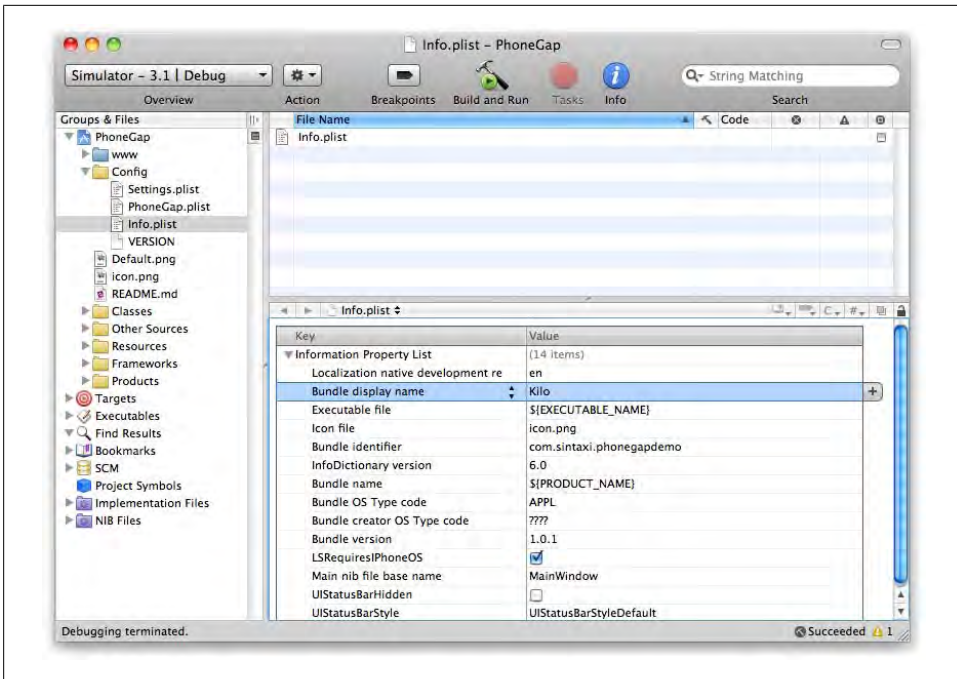 Info.plist – PhoneGap
Simulator – 3.1 | Debug
String Matching
Overview Action Breakpoints Build and Run Tasks Info Search
Groups & Files
PhoneGap
www
Config
Settings.plist
PhoneGap.plist
Info.plist
VERSION
Default.png
icon.png
README.md
Classes
Other Sources
Resources
Frameworks
Products
Targets
Executables
Find Results
Bookmarks
SCM
Project Symbols
Implementation Files
NIB Files
File Name Code
Info.plist
Info.plist
C #
Key Value
Information Property List (14 items)
Localization native development re en
Bundle display name Kilo
Executable file ${EXECUTABLE_NAME}
Icon file icon.png
Bundle identifier com.sintaxi.phonegapdemo
InfoDictionary version 6.0
Bundle name ${PRODUCT_NAME}
Bundle OS Type code APPL
Bundle creator OS Type code ????
Bundle version 1.0.1
LSRequiresIPhoneOS
Main nib file base name MainWindow
UIStatusBarHidden
UIStatusBarStyle UIStatusBarStyleDefault
Debugging terminated. Succeeded 1